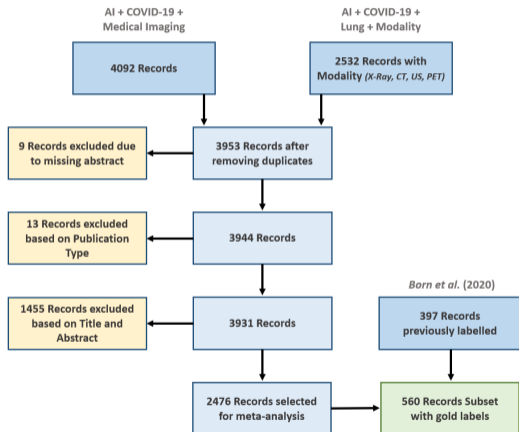 AI + COVID-19 +
Medical Imaging
AI + COVID-19 +
Lung + Modality
4092 Records
2532 Records with
Modality (X-Ray, CT, US, PET)
9 Records excluded due
to missing abstract
3953 Records after
removing duplicates
13 Records excluded
based on Publication
Type
3944 Records
Born et al. (2020)
1455 Records excluded
based on Title and
Abstract
3931 Records
397 Records
previously labelled
2476 Records selected
for meta-analysis
560 Records Subset
with gold labels